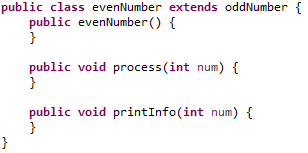 public class evenNumber extends oddNumber {
    public evenNumber() {
    }

    public void process(int num) {
    }

    public void printInfo(int num) {
    }
}